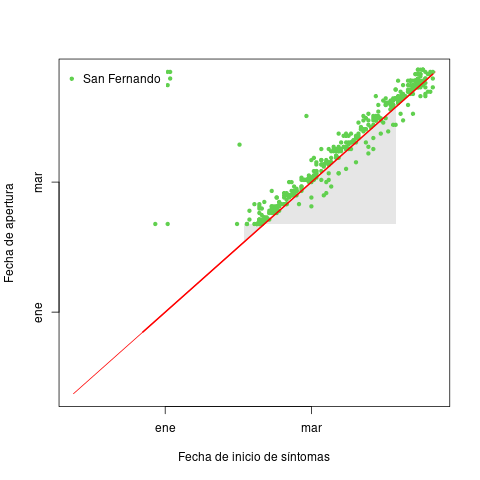 San Fernando
Fecha de apertura
mar
ene
ene
mar
Fecha de inicio de síntomas